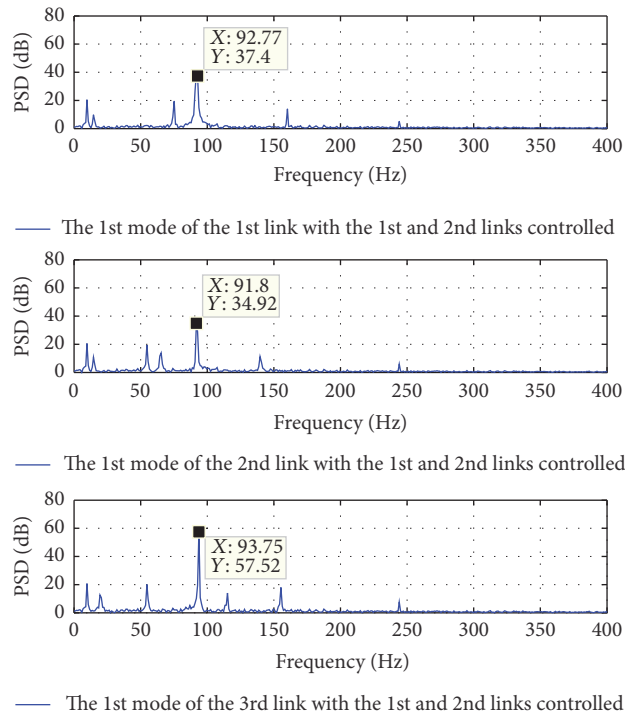 80
60
40
20
0
PSD (dB)
X: 92.77
Y: 37.4
0 50 100 150 200 250 300 350 400
Frequency (Hz)
The 1st mode of the 1st link with the 1st and 2nd links controlled
80
60
40
20
0
PSD (dB)
X: 91.8
Y: 34.92
0 50 100 150 200 250 300 350 400
Frequency (Hz)
The 1st mode of the 2nd link with the 1st and 2nd links controlled
80
60
40
20
0
PSD (dB)
X: 93.75
Y: 57.52
0 50 100 150 200 250 300 350 400
Frequency (Hz)
The 1st mode of the 3rd link with the 1st and 2nd links controlled